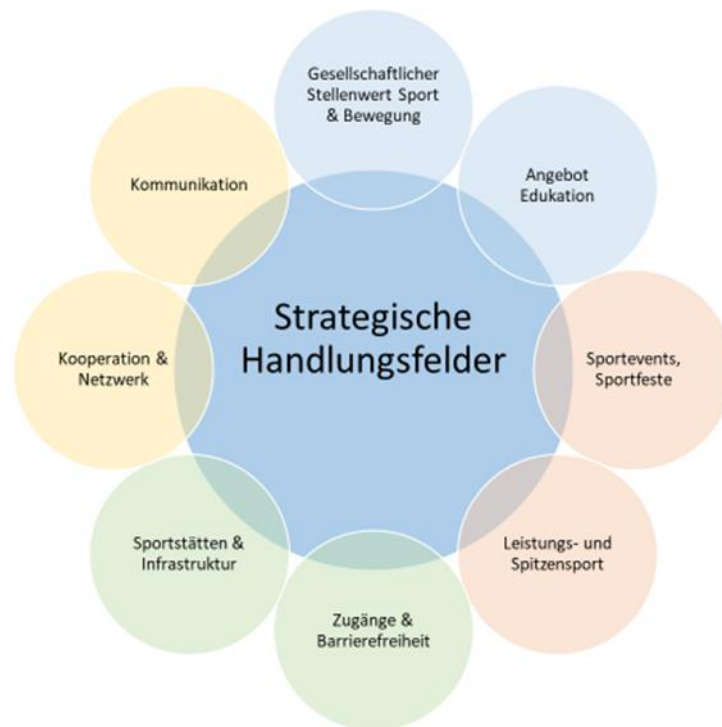 Gesellschaftlicher
Stellenwert Sport
& Bewegung
Angebot
Edukation
Sportevents,
Sportfeste
Leistungs- und
Spitzensport
Zugänge &
Barrierefreiheit
Sportstätten &
Infrastruktur
Kooperation &
Netzwerk
Kommunikation
Strategische
Handlungsfelder